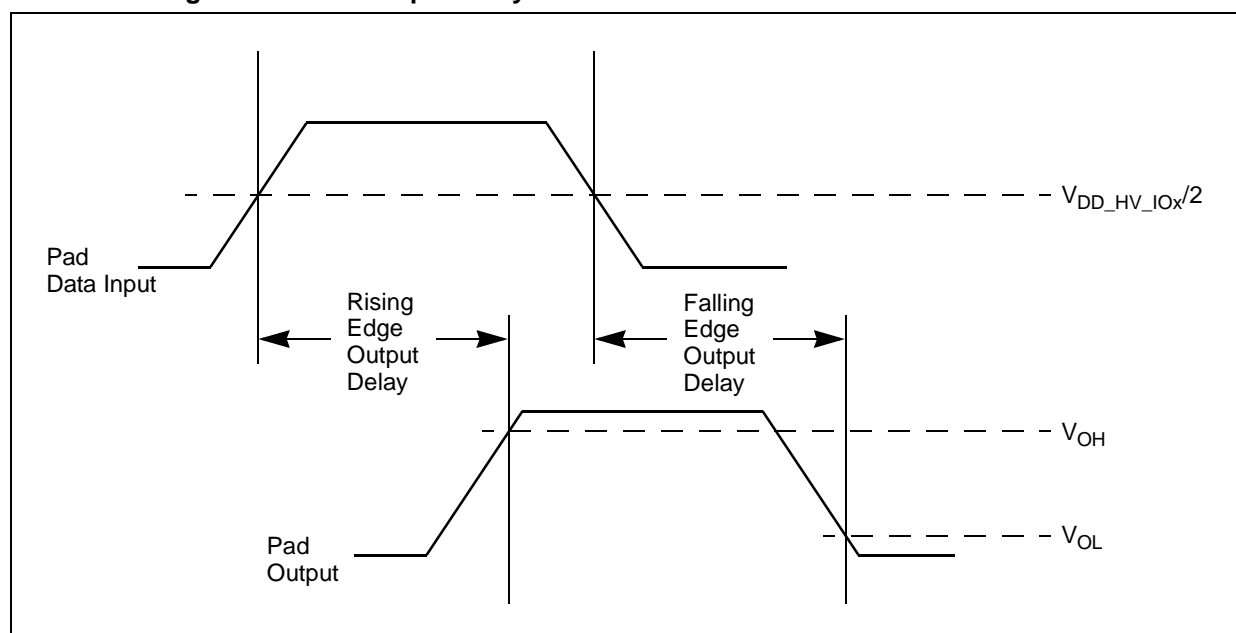 V_DD_HV_IOx/2
Pad
Data Input
Rising
Edge
Output
Delay
Falling
Edge
Output
Delay
V_OH
V_OL
Pad
Output